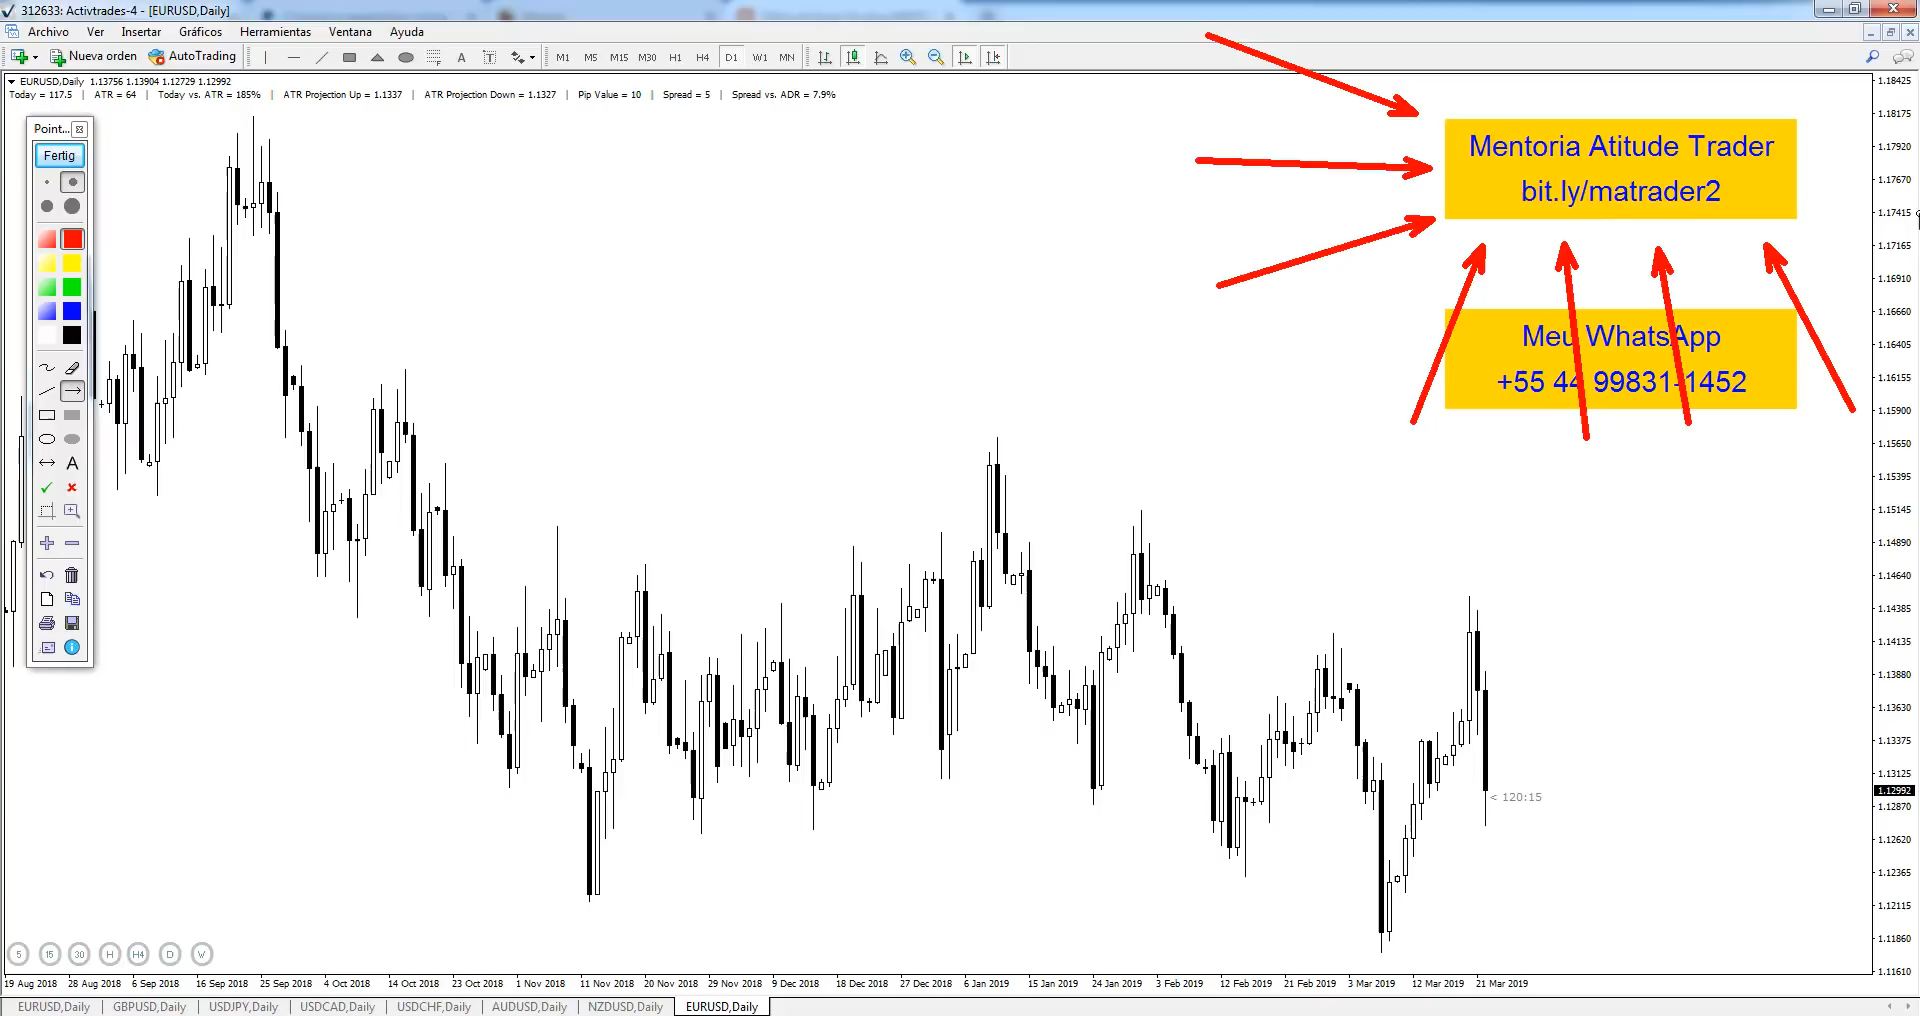 312633: Activtrades-4 - [EURUSD,Daily]
Archivo Ver Insertar Gráficos Herramientas Ventana Ayuda
Nueva orden AutoTrading A T M1 M5 M15 M30 H1 H4 D1 W1 MN
EURUSD,Daily 1.13756 1.13904 1.12729 1.12992
Today = 117.5 | ATR = 64 | Today vs. ATR = 185% | ATR Projection Up = 1.1337 | ATR Projection Down = 1.1327 | Pip Value = 10 | Spread = 5 | Spread vs. ADR = 7.9%
Point...
Fertig
A
Mentoria Atitude Trader
bit.ly/matrader2
Meu WhatsApp
+55 44 99831-1452
1.18425
1.18175
1.17920
1.17670
1.17415
1.17165
1.16910
1.16660
1.16405
1.16155
1.15900
1.15650
1.15395
1.15145
1.14890
1.14640
1.14385
1.14135
1.13880
1.13630
1.13375
1.13125
1.12992
1.12870
1.12620
1.12365
1.12115
1.11860
1.11610
< 120:15
5 15 30 H H4 D W
19 Aug 2018 28 Aug 2018 6 Sep 2018 16 Sep 2018 25 Sep 2018 4 Oct 2018 14 Oct 2018 23 Oct 2018 1 Nov 2018 11 Nov 2018 20 Nov 2018 29 Nov 2018 9 Dec 2018 18 Dec 2018 27 Dec 2018 6 Jan 2019 15 Jan 2019 24 Jan 2019 3 Feb 2019 12 Feb 2019 21 Feb 2019 3 Mar 2019 12 Mar 2019 21 Mar 2019
EURUSD,Daily GBPUSD,Daily USDJPY,Daily USDCAD,Daily USDCHF,Daily AUDUSD,Daily NZDUSD,Daily EURUSD,Daily